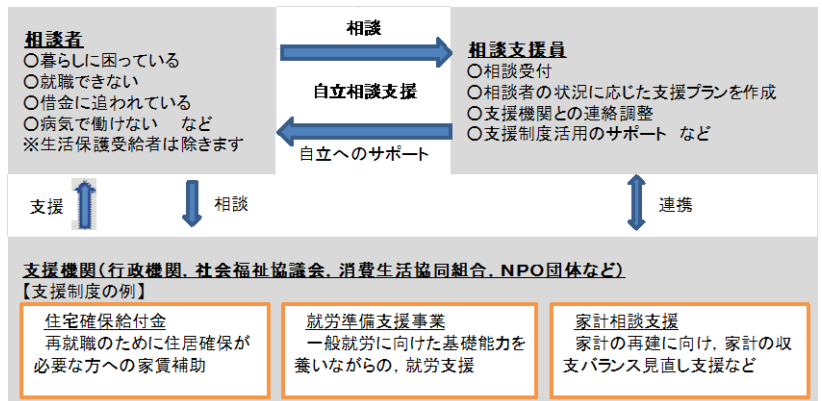 相談者
○暮らしに困っている
○就職できない
○借金に追われている
○病気で働けない　など
※生活保護受給者は除きます
相談
自立相談支援
自立へのサポート
相談支援員
○相談受付
○相談者の状況に応じた支援プランを作成
○支援機関との連絡調整
○支援制度活用のサポート　など
支援
相談
連携
支援機関（行政機関，社会福祉協議会，消費生活協同組合，NPO団体など）
【支援制度の例】
住宅確保給付金
再就職のために住居確保が
必要な方への家賃補助
就労準備支援事業
一般就労に向けた基礎能力を
養いながらの，就労支援
家計相談支援
家計の再建に向け，家計の収
支バランス見直し支援など